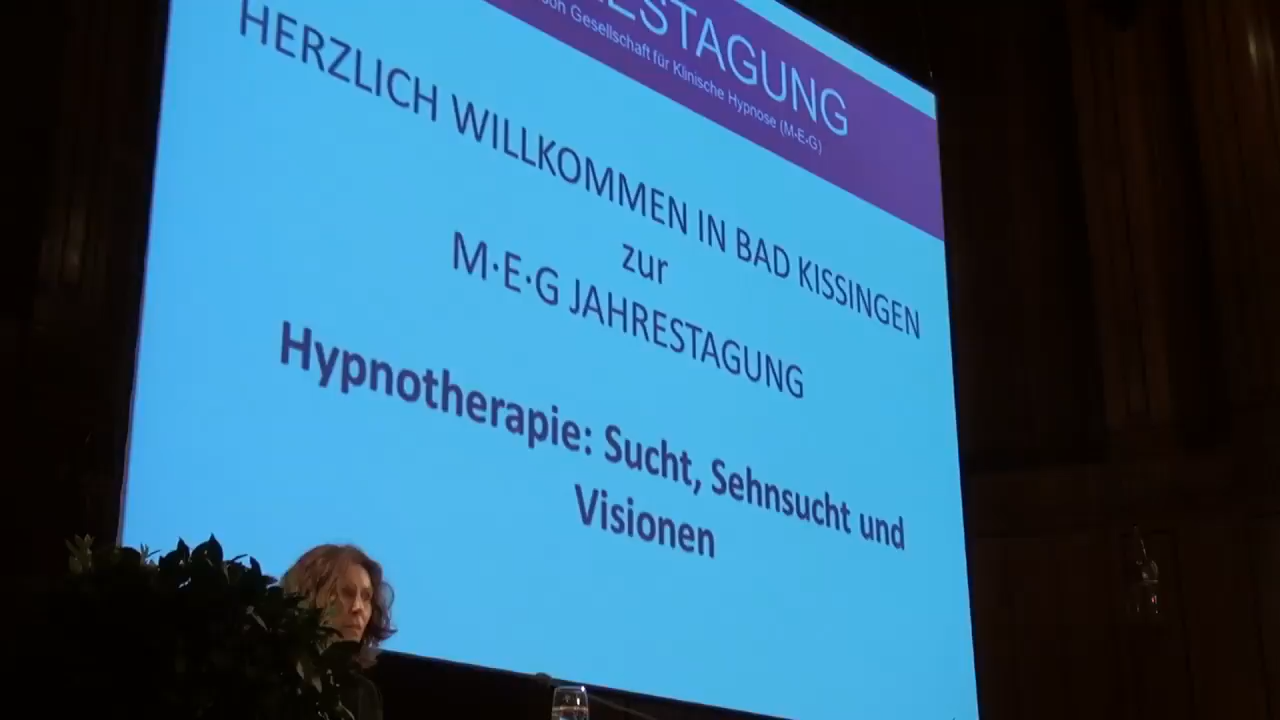 ESTAGUNG
Gesellschaft für Klinische Hypnose (M·E·G)
HERZLICH WILLKOMMEN IN BAD KISSINGEN
zur
M·E·G JAHRESTAGUNG
Hypnotherapie: Sucht, Sehnsucht und
Visionen